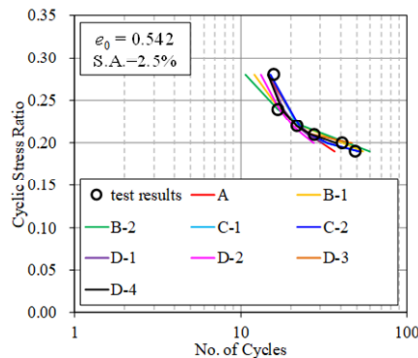 0.35
0.30
0.25
0.20
0.15
0.10
0.05
0.00
Cyclic Stress Ratio
e₀ = 0.542
S.A.=2.5%
test results A B-1
B-2 C-1 C-2
D-1 D-2 D-3
D-4
1 10 100
No. of Cycles